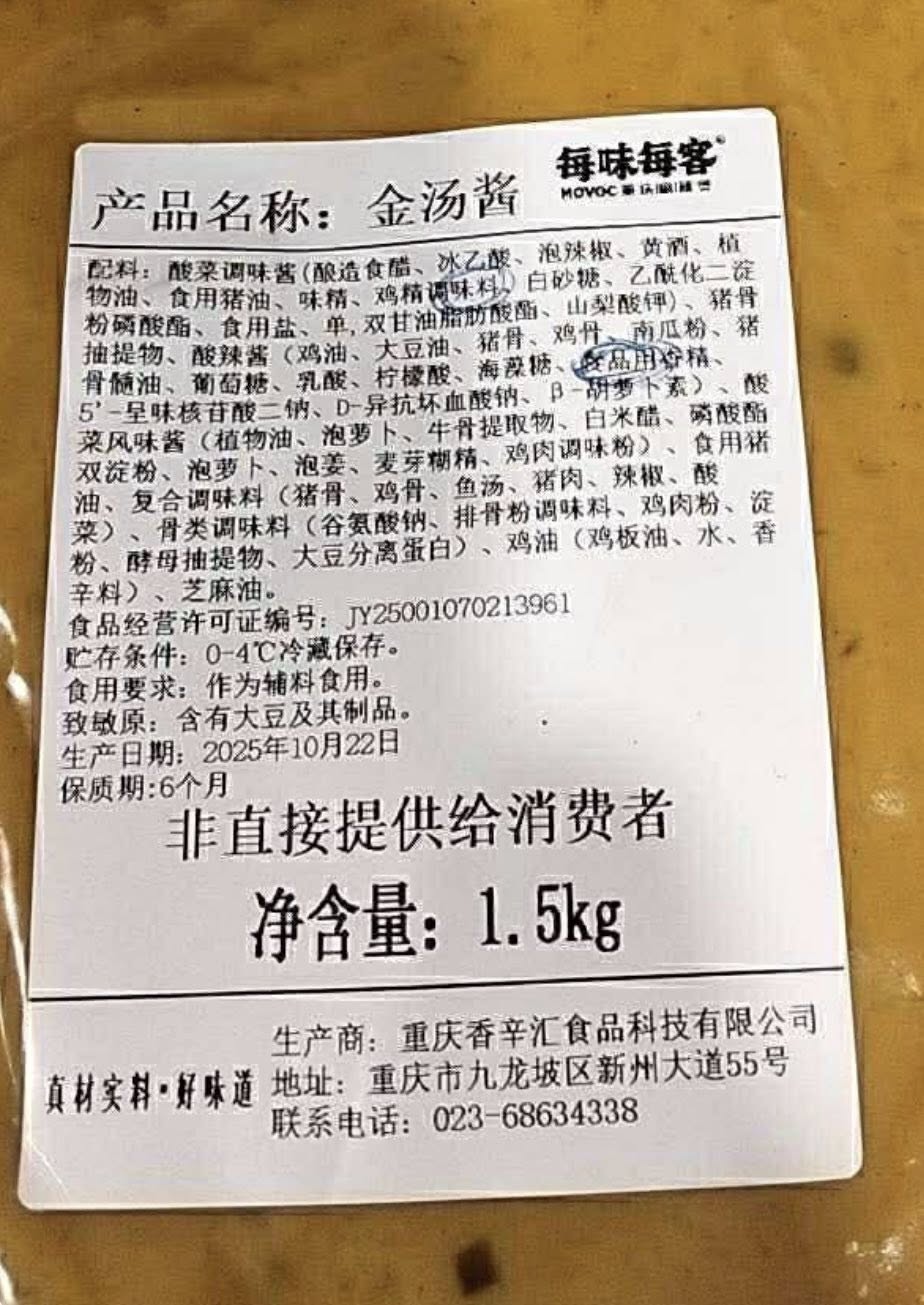 每味每客®
MOVOC
产品名称：金汤酱
配料：酸菜调味酱(酿造食醋、冰乙酸、泡辣椒、黄酒、植
物油、食用猪油、味精、鸡精调味料、白砂糖、乙酰化二淀
粉磷酸酯、食用盐、单,双甘油脂肪酸酯、山梨酸钾)、猪骨
抽提物、酸辣酱（鸡油、大豆油、猪骨、鸡骨、南瓜粉、猪
骨髓油、葡萄糖、乳酸、柠檬酸、海藻糖、食品用香精、
5'-呈味核苷酸二钠、D-异抗坏血酸钠、β-胡萝卜素）、酸
菜风味酱（植物油、泡萝卜、牛骨提取物、白米醋、磷酸酯
双淀粉、泡萝卜、泡姜、麦芽糊精、鸡肉调味粉）、食用猪
油、复合调味料（猪骨、鸡骨、鱼汤、猪肉、辣椒、酸
菜）、骨类调味料（谷氨酸钠、排骨粉调味料、鸡肉粉、淀
粉、酵母抽提物、大豆分离蛋白）、鸡油（鸡板油、水、香
辛料）、芝麻油。
食品经营许可证编号：JY25001070213961
贮存条件：0-4℃冷藏保存。
食用要求：作为辅料食用。
致敏原：含有大豆及其制品。
生产日期：2025年10月22日
保质期:6个月
非直接提供给消费者
净含量：1.5kg
真材实料·好味道
生产商：重庆香辛汇食品科技有限公司
地址：重庆市九龙坡区新州大道55号
联系电话：023-68634338